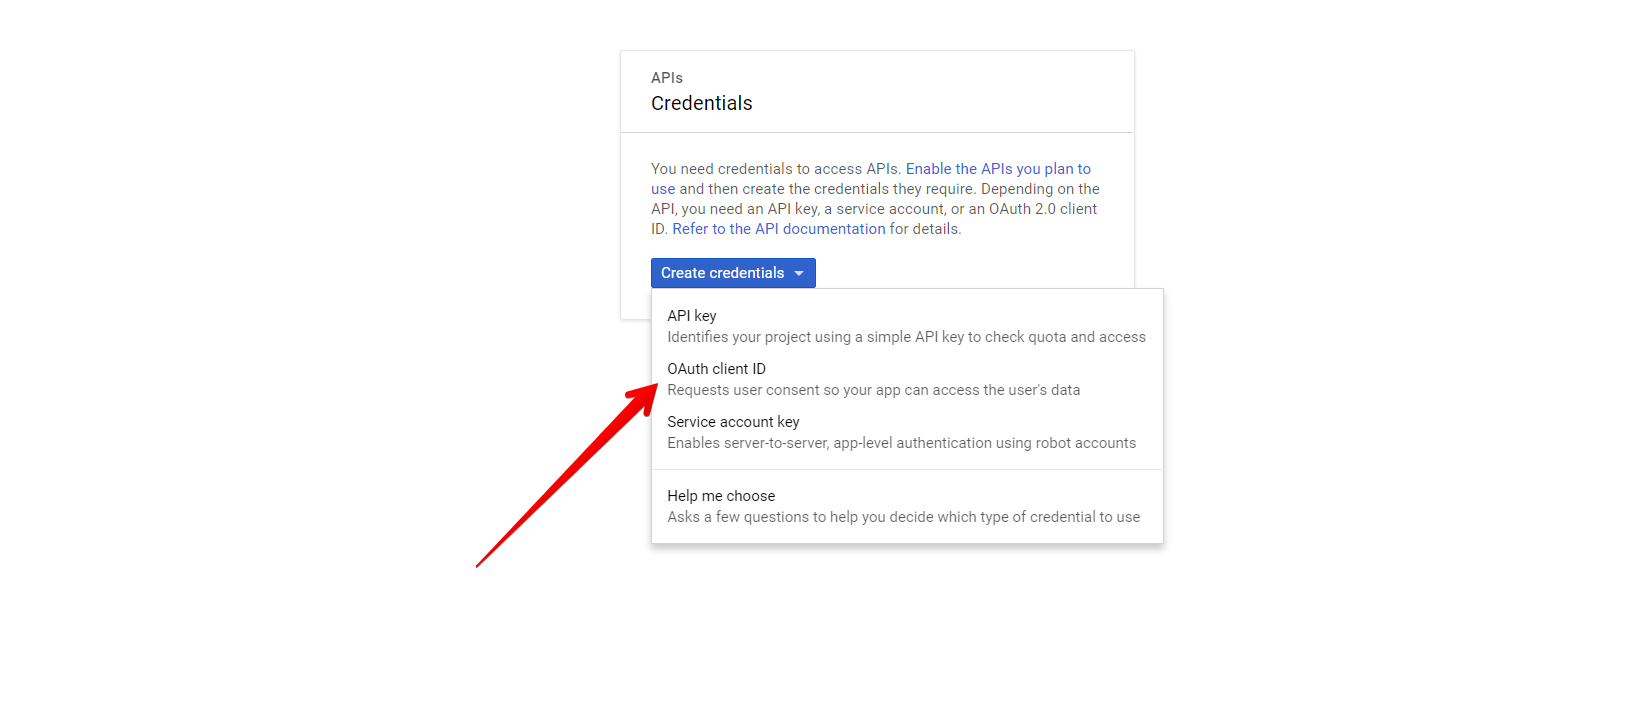 APIs
Credentials
You need credentials to access APIs. Enable the APIs you plan to
use and then create the credentials they require. Depending on the
API, you need an API key, a service account, or an OAuth 2.0 client
ID. Refer to the API documentation for details.
Create credentials
API key
Identifies your project using a simple API key to check quota and access
OAuth client ID
Requests user consent so your app can access the user's data
Service account key
Enables server-to-server, app-level authentication using robot accounts
Help me choose
Asks a few questions to help you decide which type of credential to use